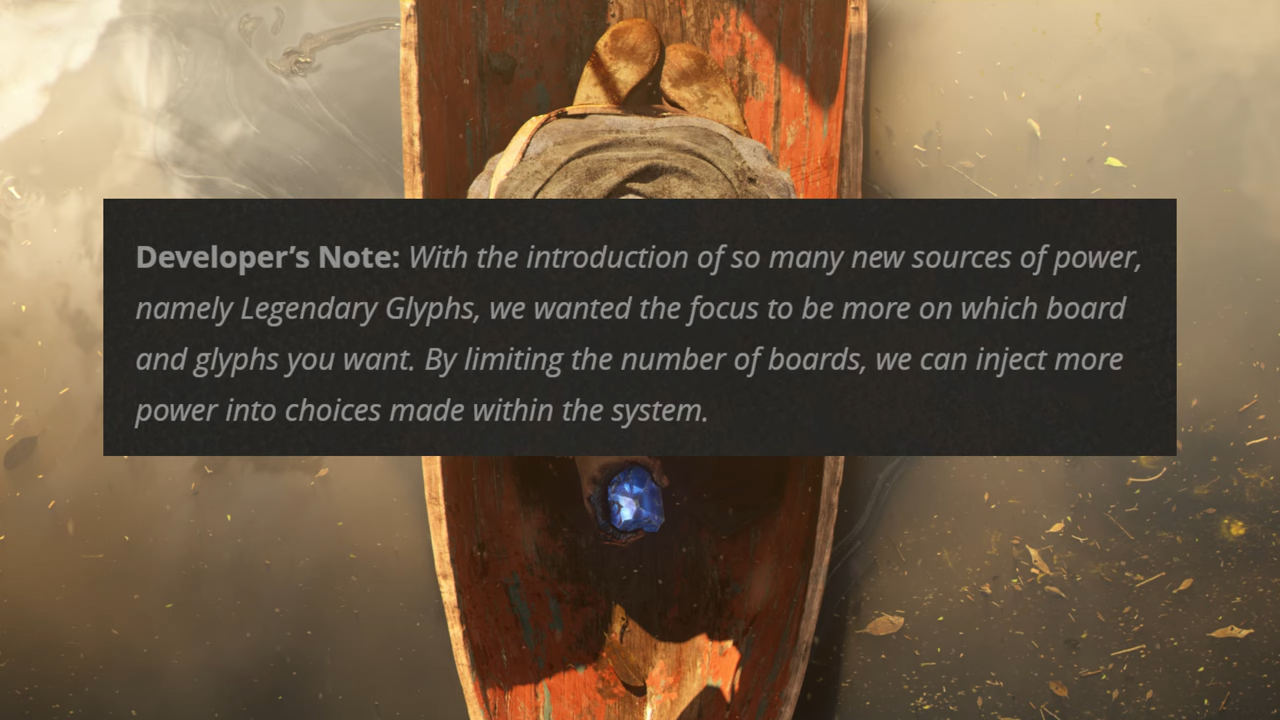 Developer’s Note: With the introduction of so many new sources of power,
namely Legendary Glyphs, we wanted the focus to be more on which board
and glyphs you want. By limiting the number of boards, we can inject more
power into choices made within the system.